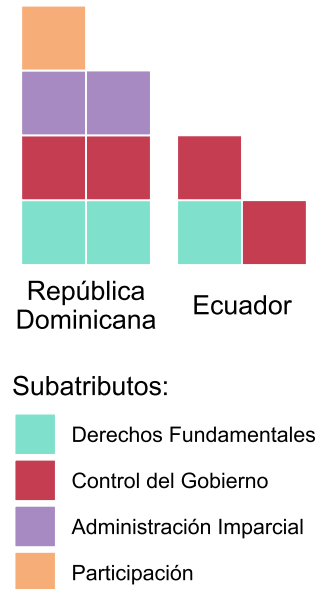 República
Dominicana
Ecuador
Subatributos:
Derechos Fundamentales
Control del Gobierno
Administración Imparcial
Participación